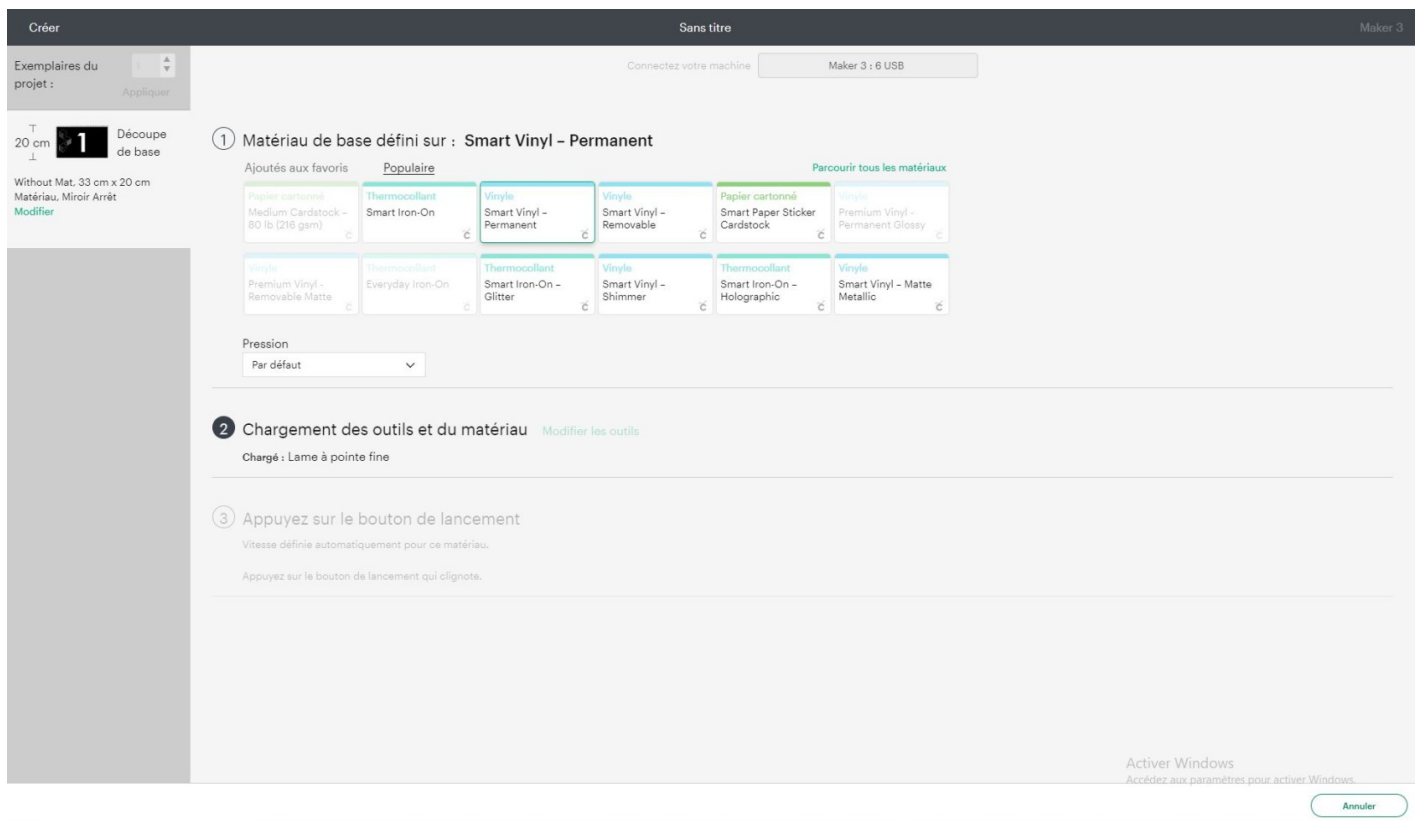 Créer
Sans titre
Maker 3
Exemplaires du
projet :
Appliquer
Connectez votre machine
Maker 3 : 6 USB
20 cm
1
Découpe
de base
Without Mat, 33 cm x 20 cm
Matériau, Miroir Arrêt
Modifier
1 Matériau de base défini sur : Smart Vinyl – Permanent
Ajoutés aux favoris
Populaire
Parcourir tous les matériaux
Papier cartonné
Medium Cardstock –
80 lb (216 gsm)
Thermocollant
Smart Iron-On
Vinyle
Smart Vinyl –
Permanent
Vinyle
Smart Vinyl –
Removable
Papier cartonné
Smart Paper Sticker
Cardstock
Vinyle
Premium Vinyl -
Permanent Glossy
Vinyle
Premium Vinyl -
Removable Matte
Thermocollant
Everyday Iron-On
Thermocollant
Smart Iron-On –
Glitter
Vinyle
Smart Vinyl –
Shimmer
Thermocollant
Smart Iron-On –
Holographic
Vinyle
Smart Vinyl – Matte
Metallic
Pression
Par défaut
2 Chargement des outils et du matériau Modifier les outils
Chargé : Lame à pointe fine
3 Appuyez sur le bouton de lancement
Vitesse définie automatiquement pour ce matériau.
Appuyez sur le bouton de lancement qui clignote.
Activer Windows
Accédez aux paramètres pour activer Windows.
Annuler